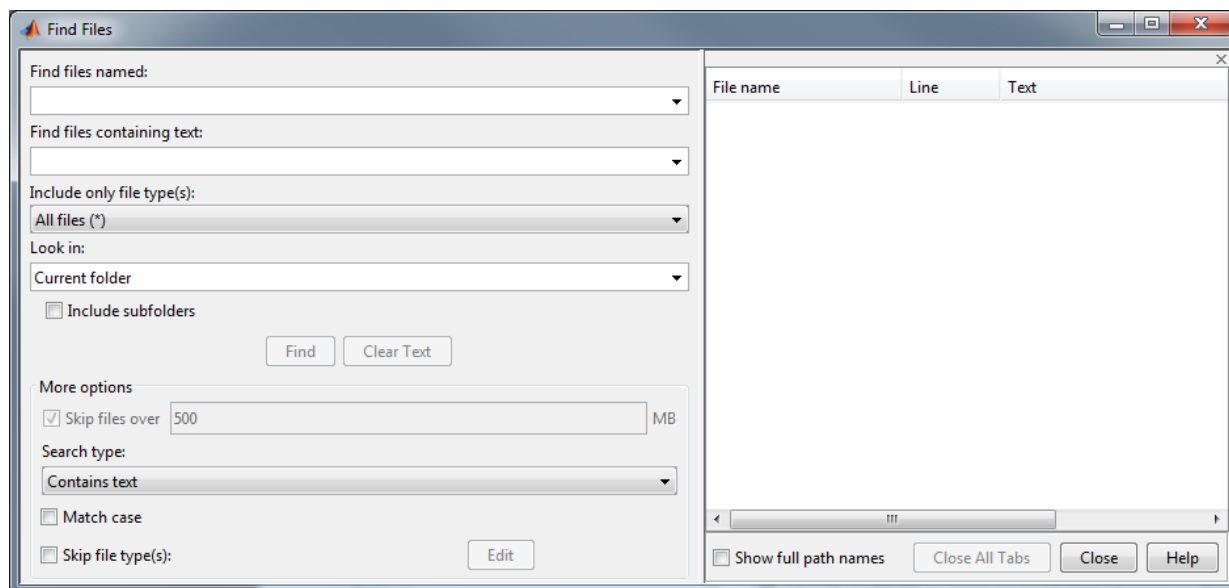 Find Files
Find files named:
Find files containing text:
Include only file type(s):
All files (*)
Look in:
Current folder
Include subfolders
Find Clear Text
More options
Skip files over 500 MB
Search type:
Contains text
Match case
Skip file type(s): Edit
File name Line Text
Show full path names Close All Tabs Close Help